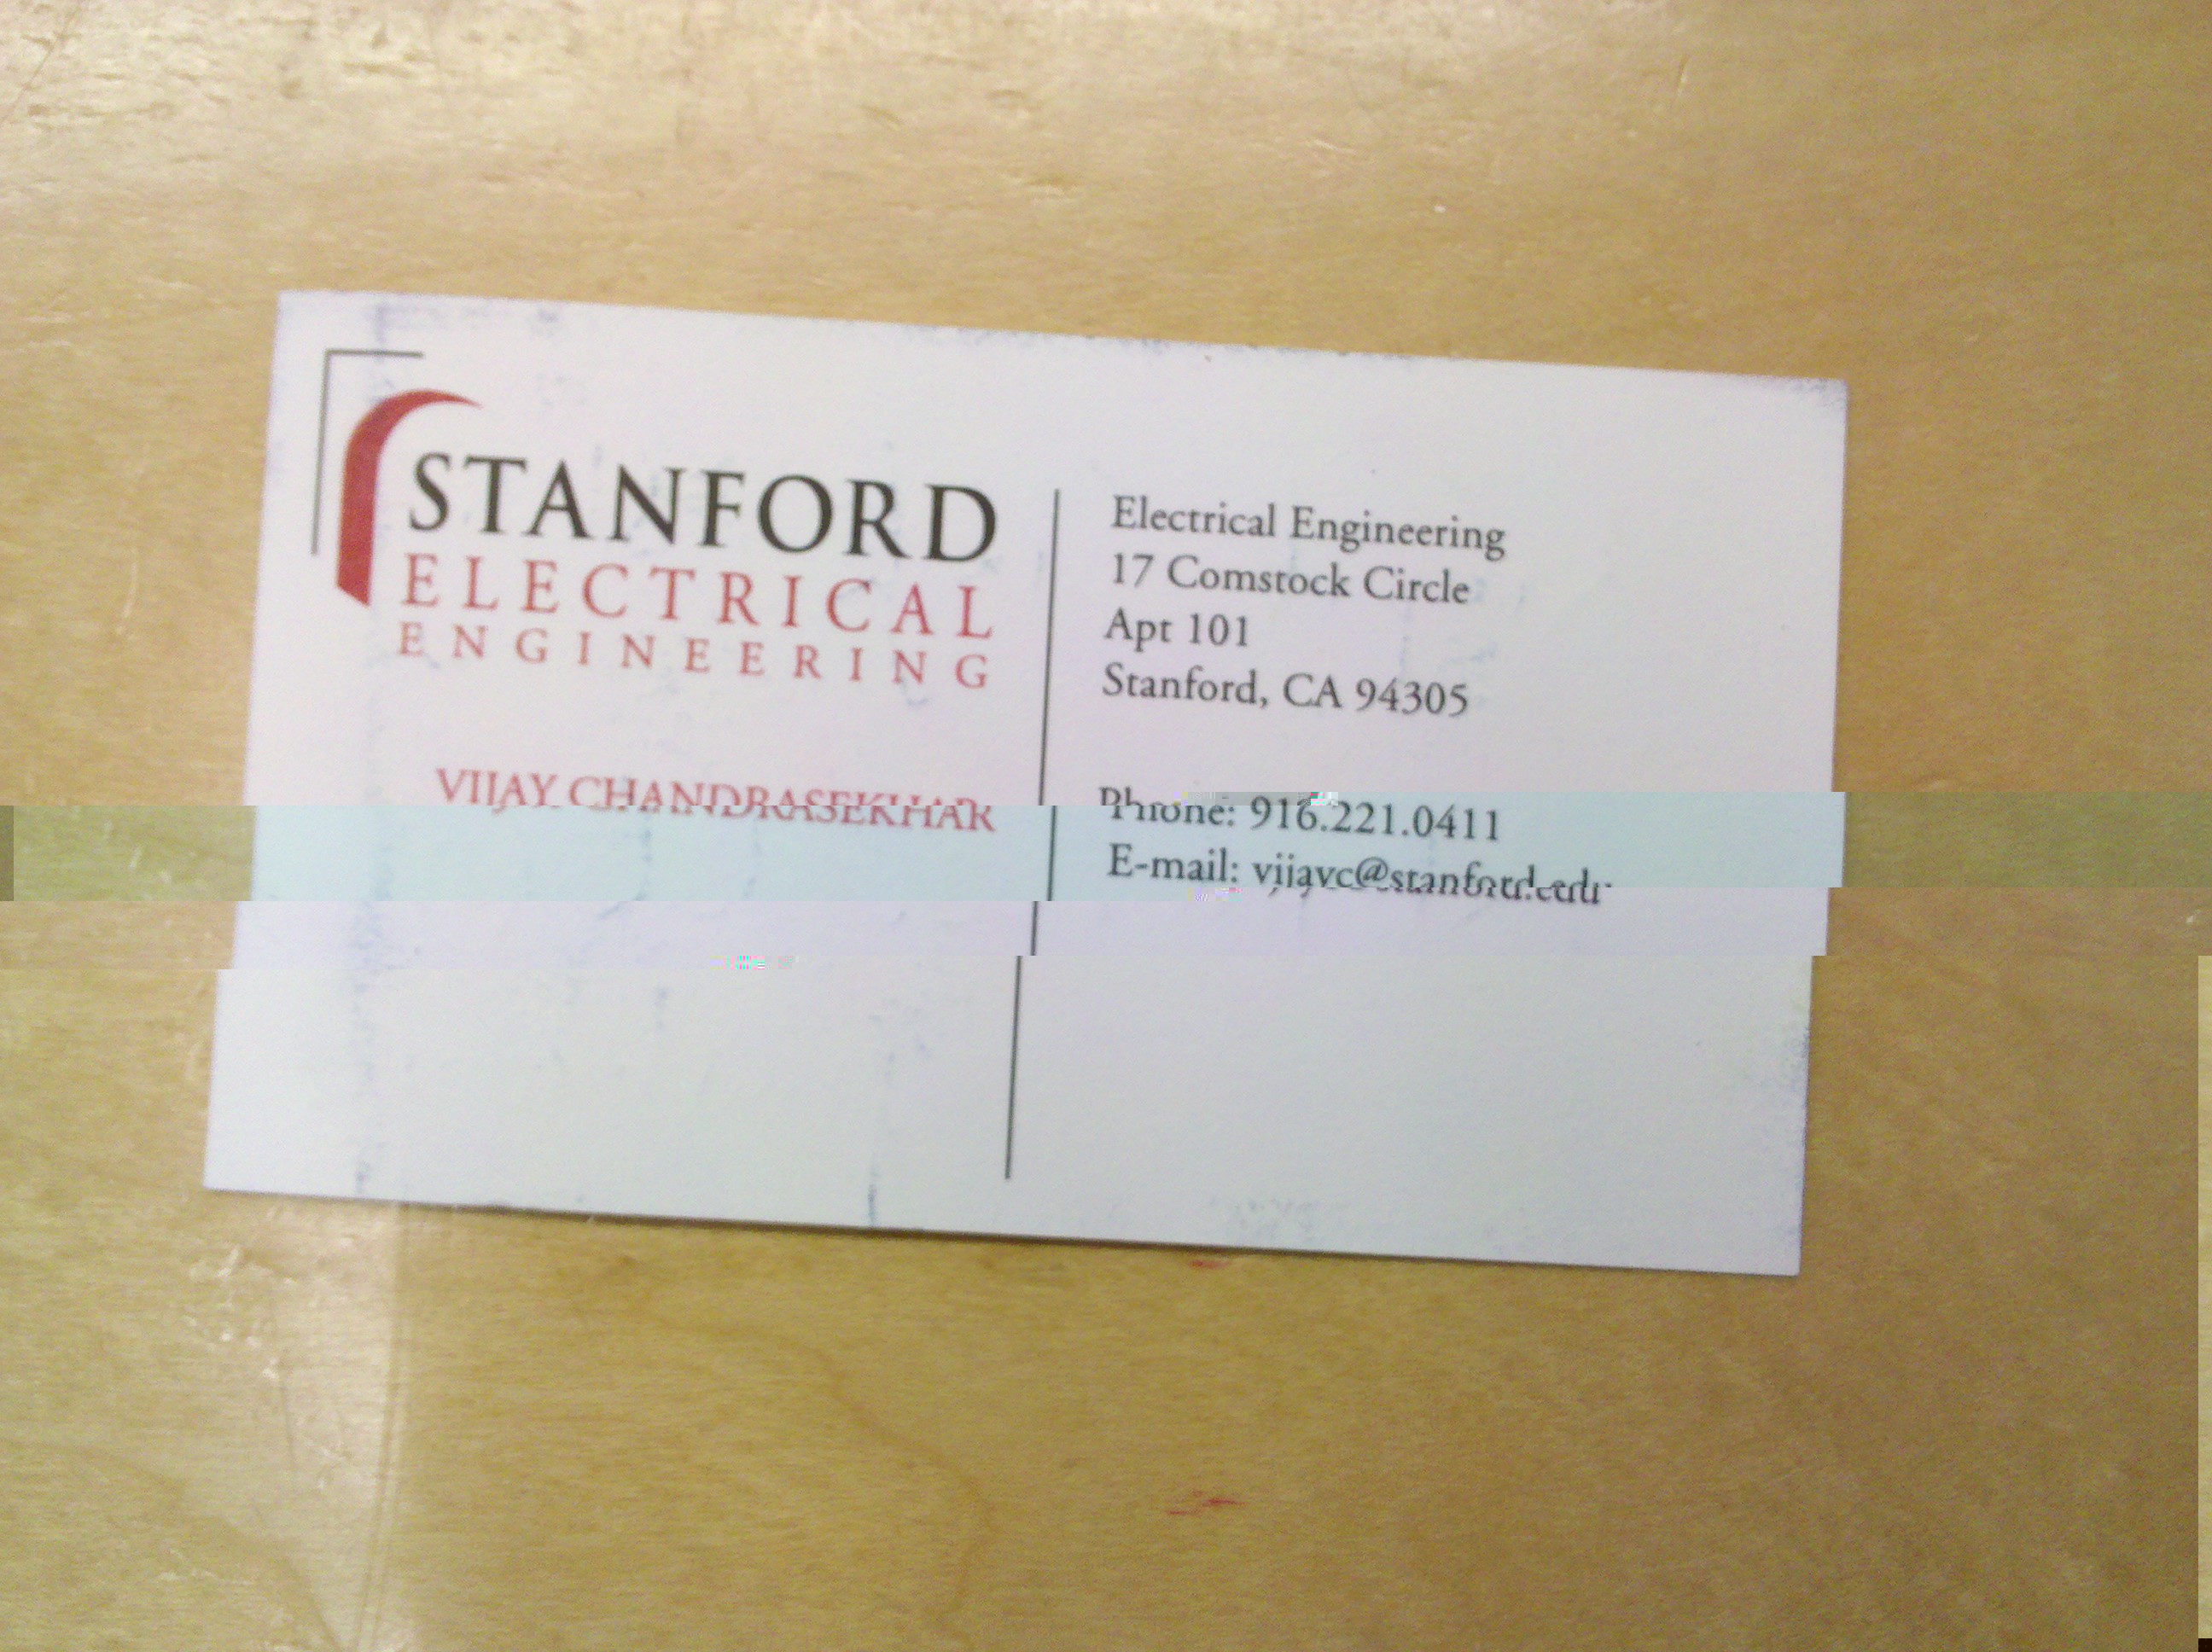 STANFORD
ELECTRICAL
ENGINEERING
VIJAY CHANDRASEKHAR
Electrical Engineering
17 Comstock Circle
Apt 101
Stanford, CA 94305
Phone: 916.221.0411
E-mail: vijayc@stanford.edu